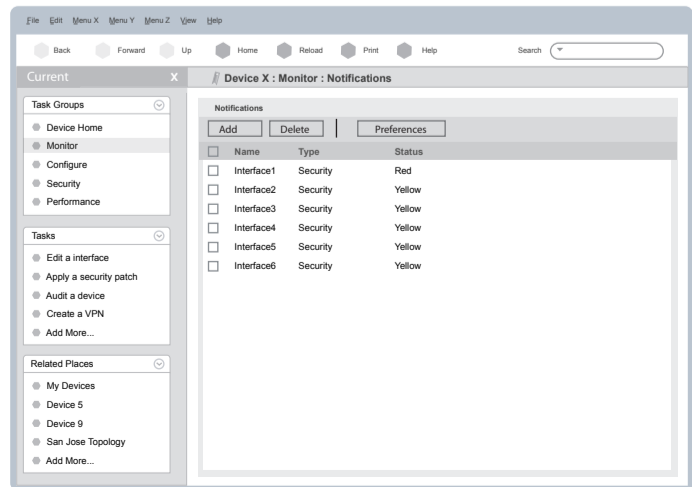 File Edit Menu X Menu Y Menu Z View Help
Back Forward Up Home Reload Print Help Search
Current X
Device X : Monitor : Notifications
Task Groups
Device Home
Monitor
Configure
Security
Performance
Tasks
Edit a interface
Apply a security patch
Audit a device
Create a VPN
Add More...
Related Places
My Devices
Device 5
Device 9
San Jose Topology
Add More...
Notifications
Add Delete Preferences
Name Type Status
Interface1 Security Red
Interface2 Security Yellow
Interface3 Security Yellow
Interface4 Security Yellow
Interface5 Security Yellow
Interface6 Security Yellow